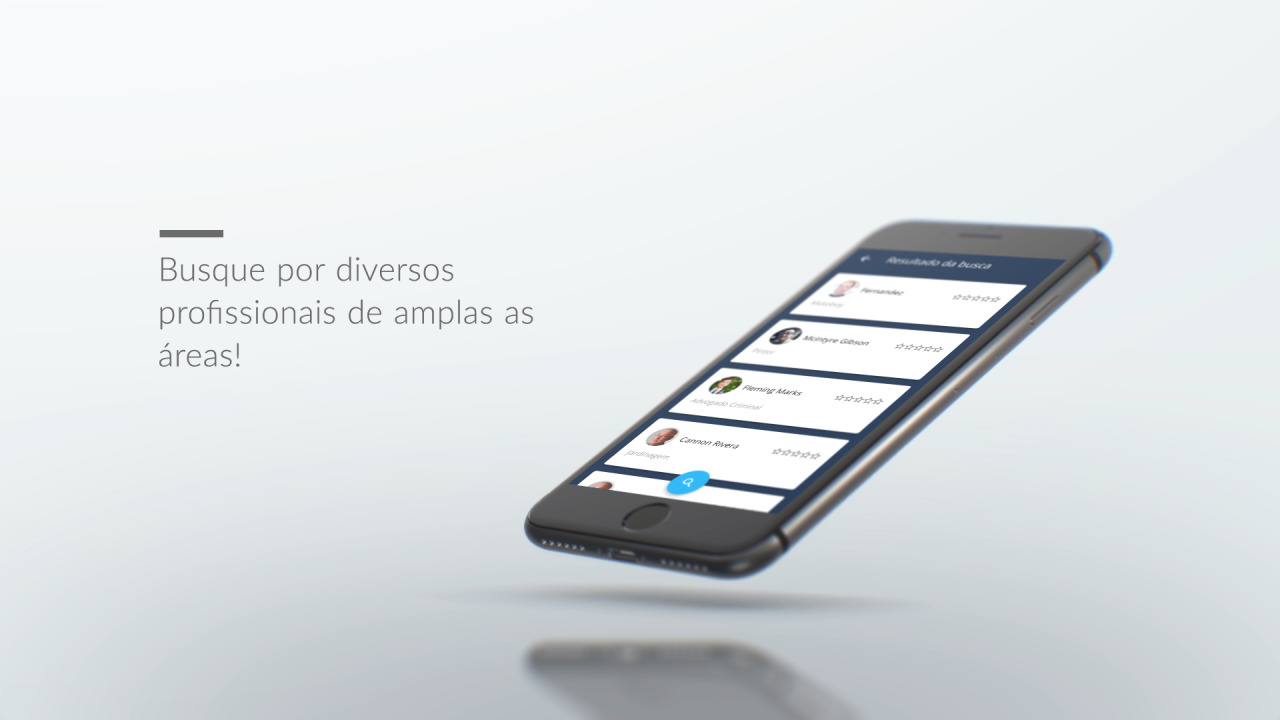 Busque por diversos
profissionais de amplas as
áreas!
Resultado da busca
Fernandez
Motoboy
McIntyre Gibson
Pintor
Fleming Marks
Advogado Criminal
Cannon Rivera
Jardinagem